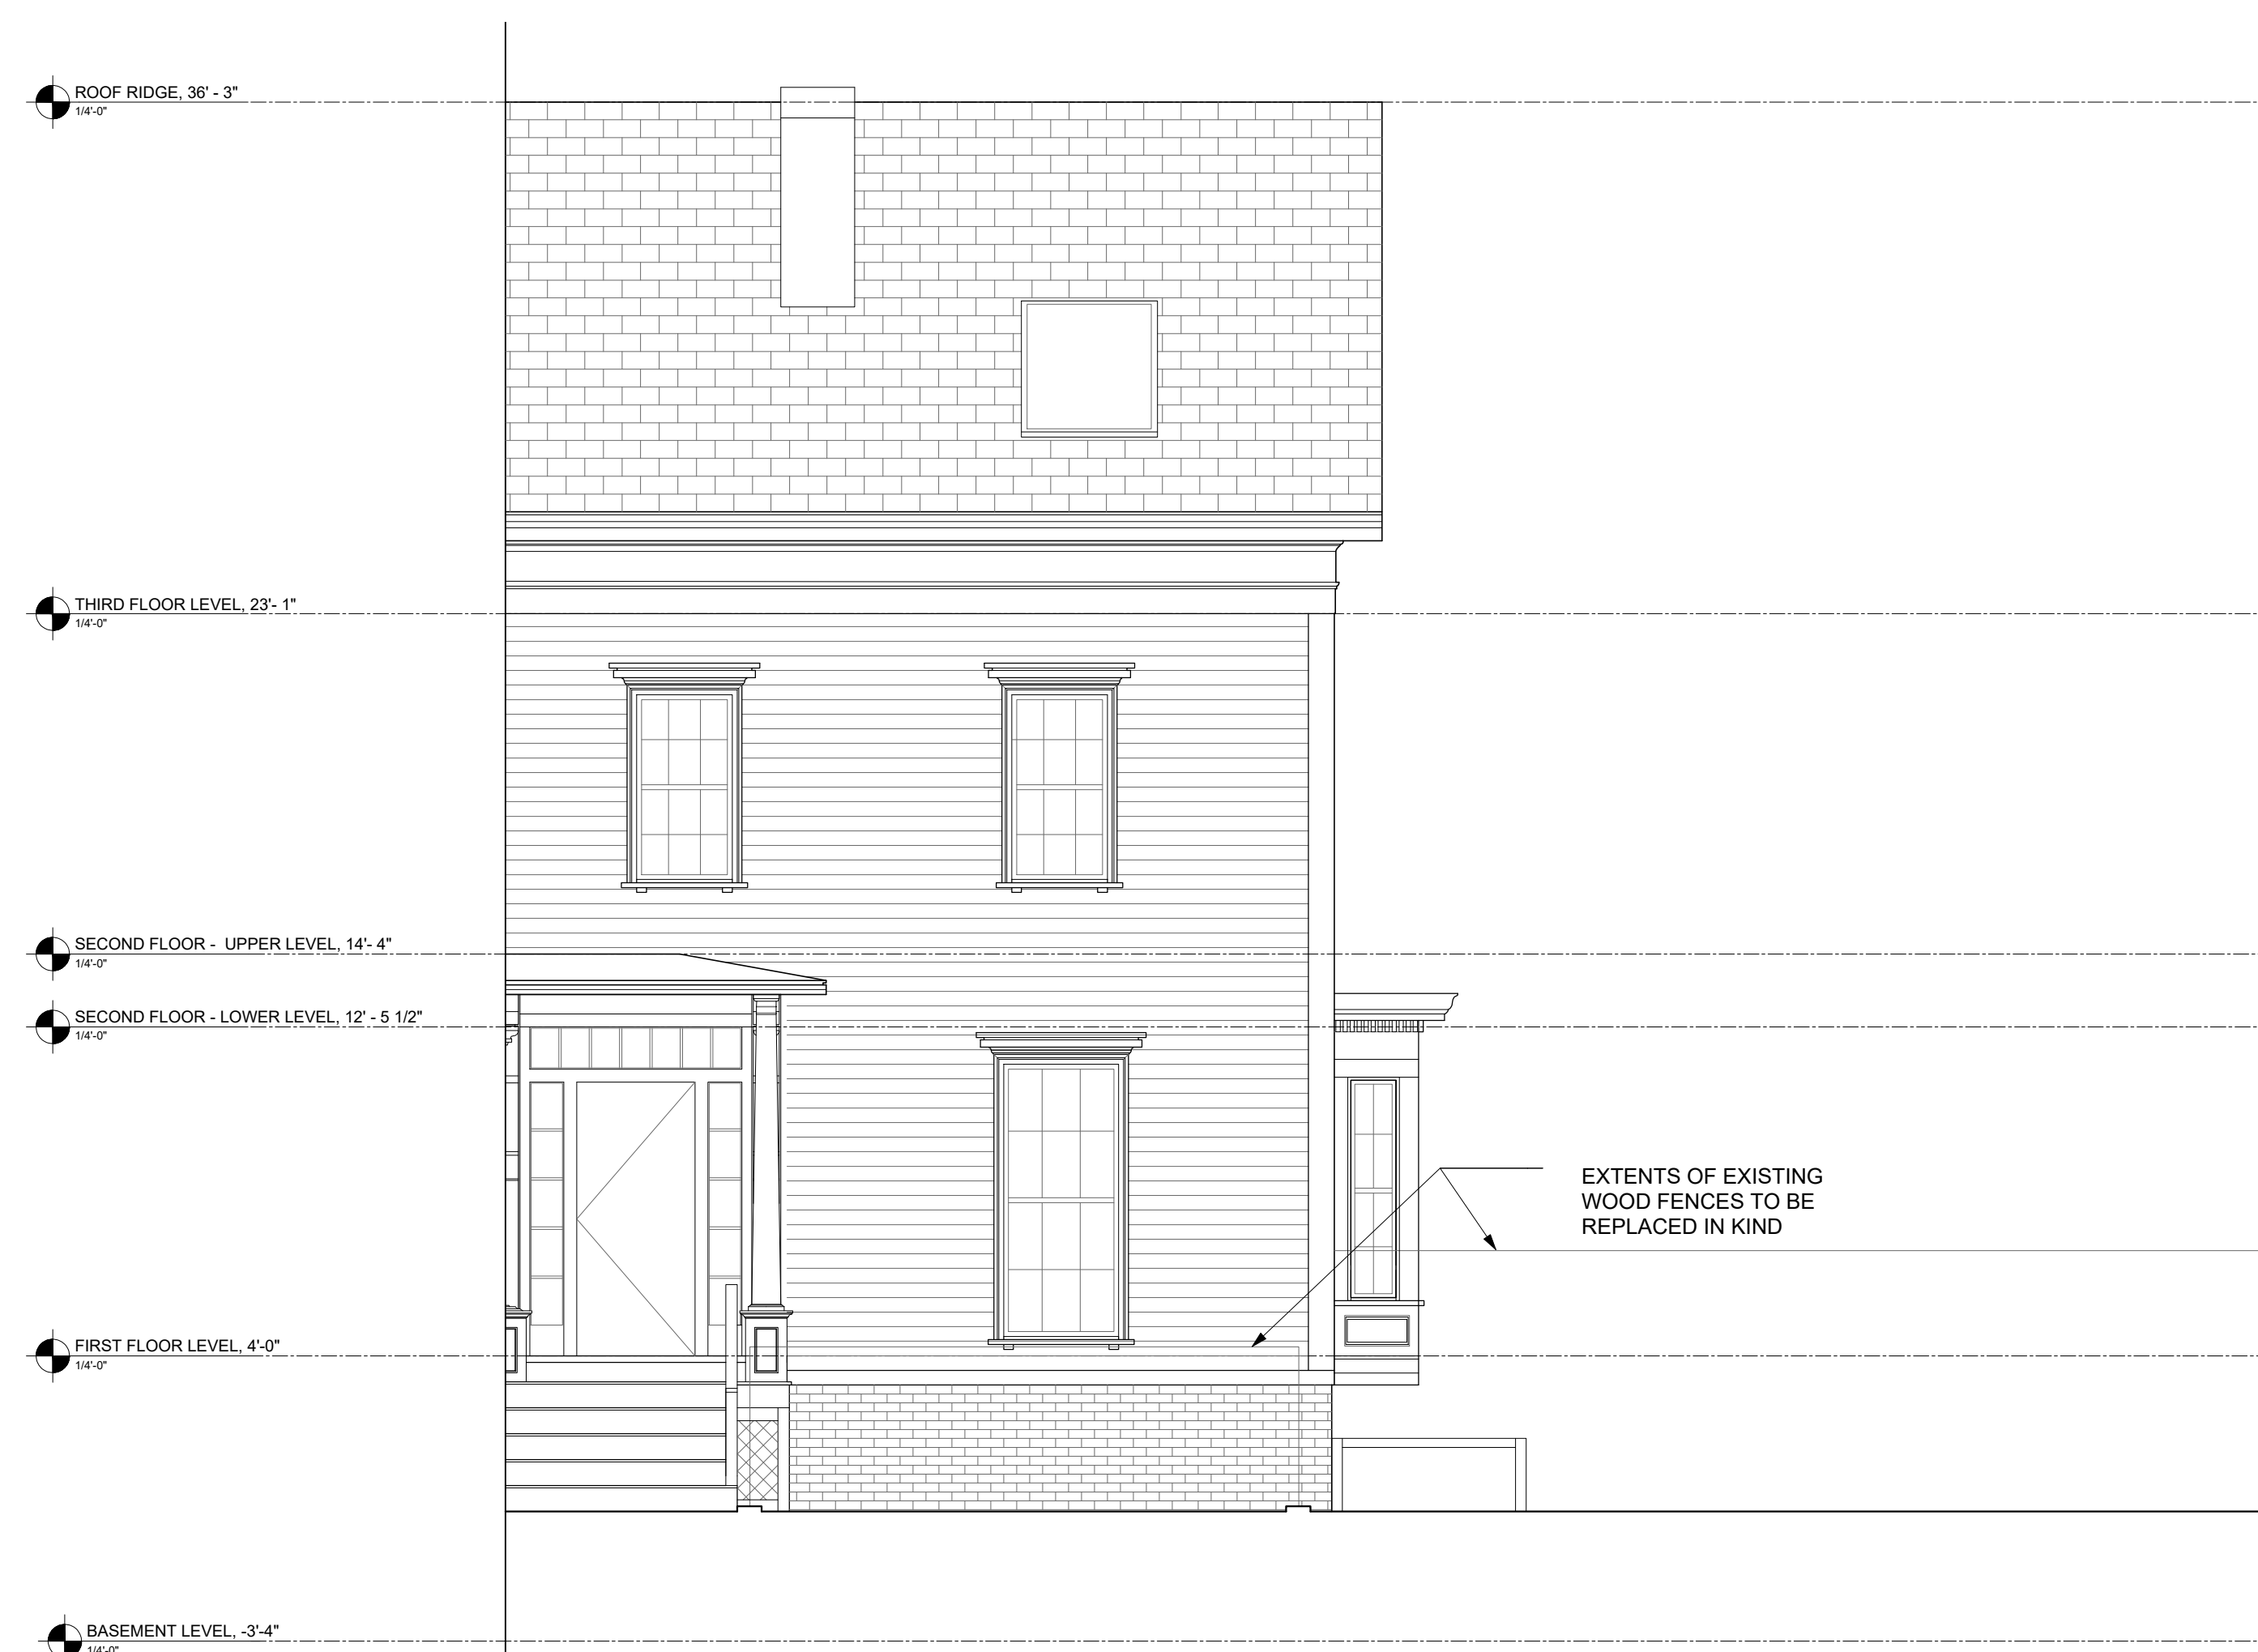 ROOF RIDGE, 36' - 3"
1/4'-0"
THIRD FLOOR LEVEL, 23'- 1"
1/4'-0"
SECOND FLOOR -  UPPER LEVEL, 14'- 4"
1/4'-0"
SECOND FLOOR - LOWER LEVEL, 12' - 5 1/2"
1/4'-0"
EXTENTS OF EXISTING
WOOD FENCES TO BE
REPLACED IN KIND
FIRST FLOOR LEVEL, 4'-0"
1/4'-0"
BASEMENT LEVEL, -3'-4"
1/4'-0"